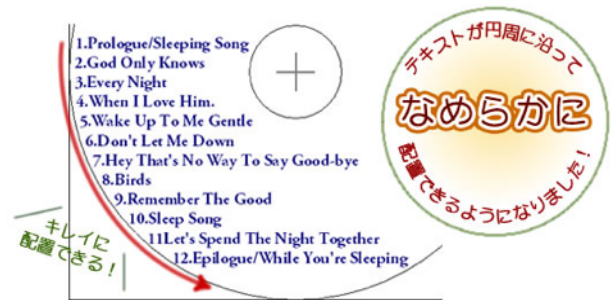 1.Prologue/Sleeping Song
2.God Only Knows
3.Every Night
4.When I Love Him.
5.Wake Up To Me Gentle
6.Don't Let Me Down
7.Hey That's No Way To Say Good-bye
8.Birds
9.Remember The Good
10.Sleep Song
11Let's Spend The Night Together
12.Epilogue/While You're Sleeping
キレイに
配置できる！
テキストが円周に沿って
なめらかに
配置できるようになりました！